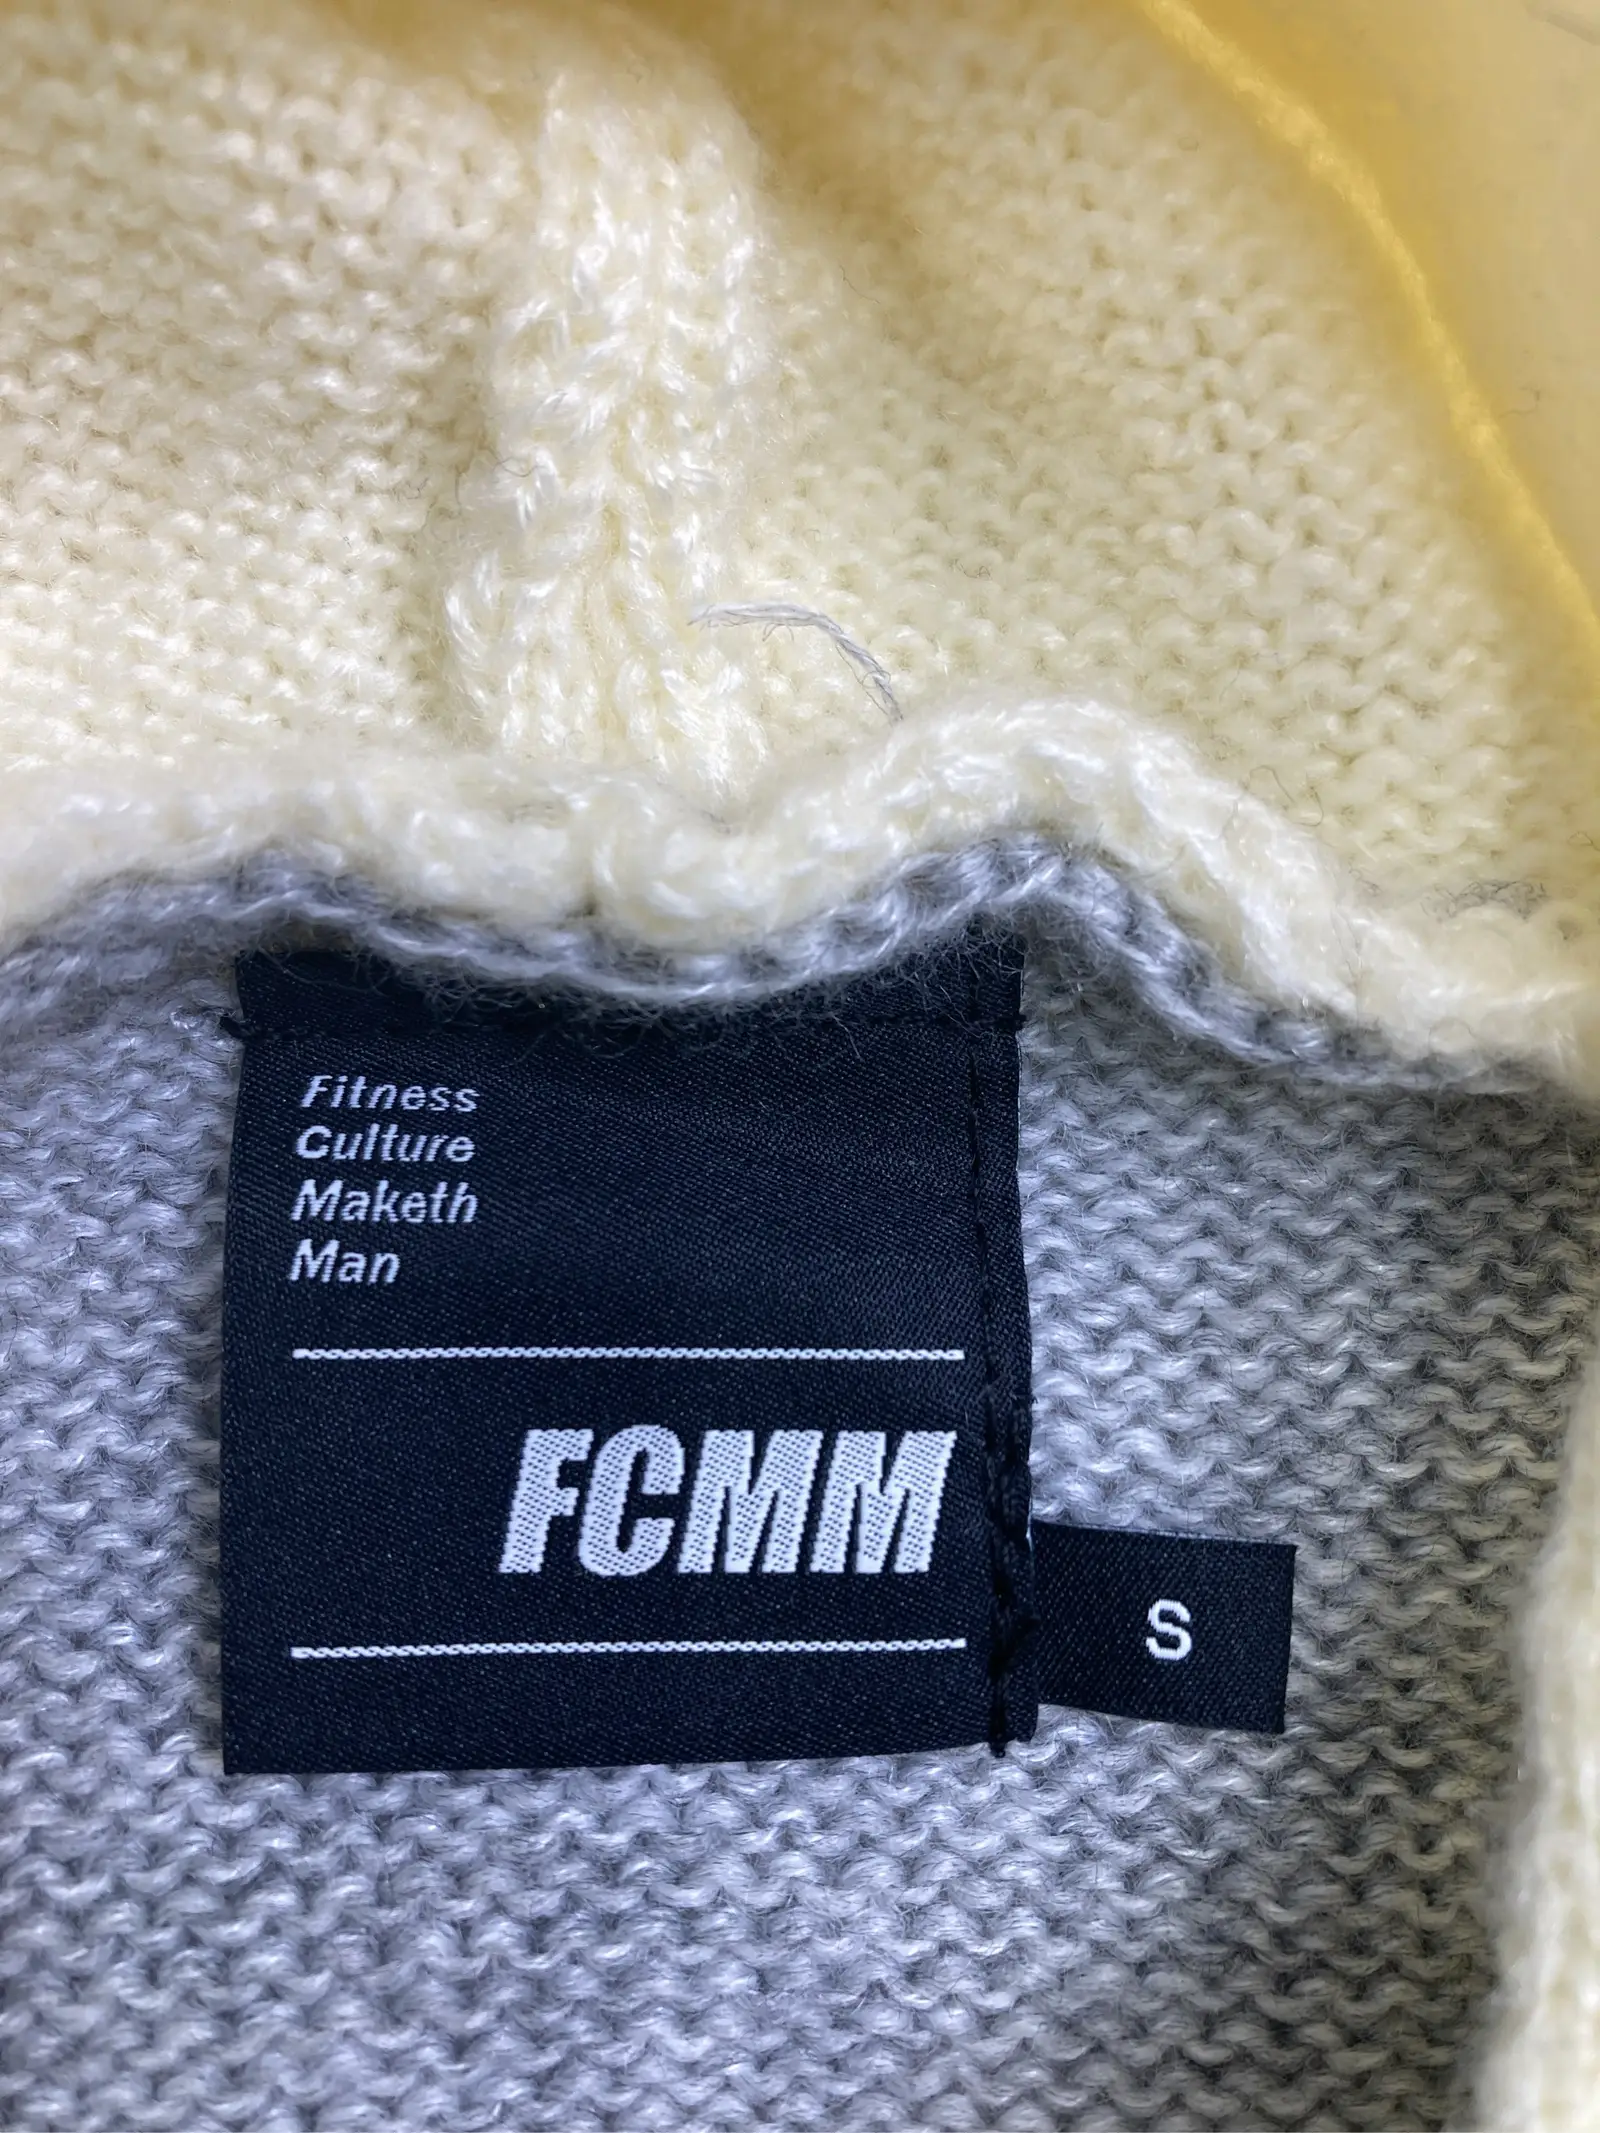 Fitness
Culture
Maketh
Man
FCMM
S